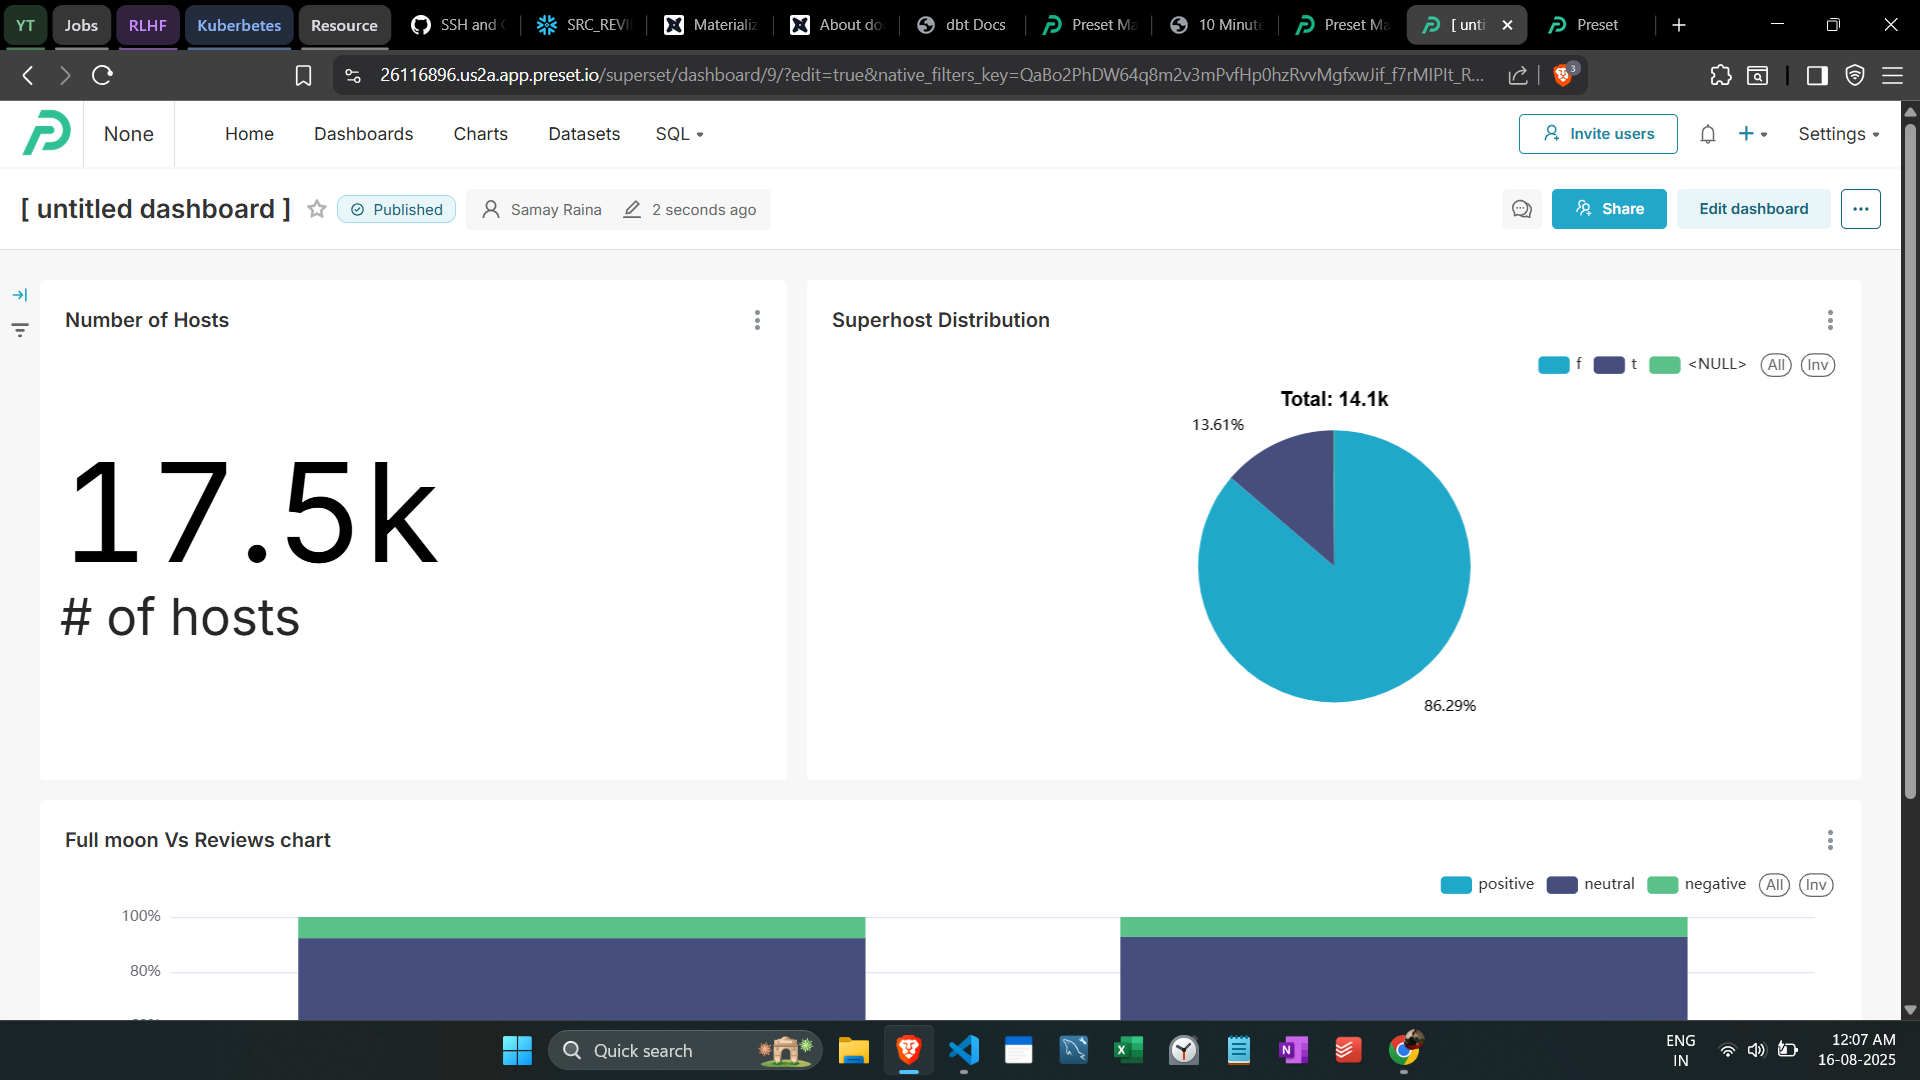 YT
Jobs
RLHF
Kuberbetes
Resource
SSH and
SRC_REVI
Materializ
About do
dbt Docs
Preset Ma
10 Minute
Preset Ma
[ unti
Preset
26116896.us2a.app.preset.io/superset/dashboard/9/?edit=true&native_filters_key=QaBo2PhDW64q8m2v3mPvfHp0hzRvvMgfxwJif_f7rMIPIt_R...
3
None
Home
Dashboards
Charts
Datasets
SQL
Invite users
Settings
[ untitled dashboard ]
Published
Samay Raina
2 seconds ago
Share
Edit dashboard
Number of Hosts
17.5k
# of hosts
Superhost Distribution
f
t
<NULL>
All
Inv
Total: 14.1k
13.61%
86.29%
Full moon Vs Reviews chart
positive
neutral
negative
All
Inv
100%
80%
Quick search
ENG
IN
12:07 AM
16-08-2025